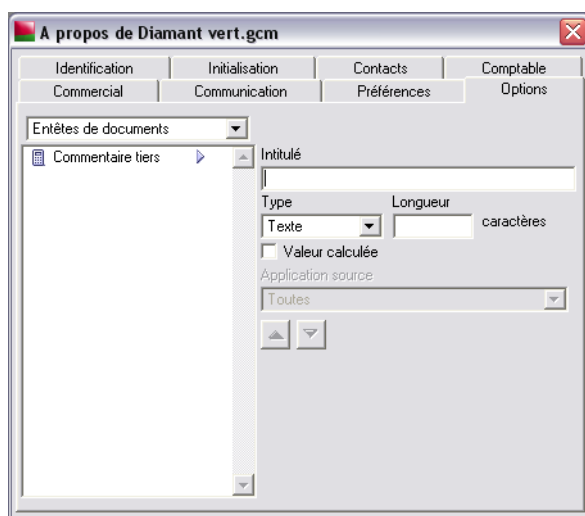 A propos de Diamant vert.gcm
Identification Initialisation Contacts Comptable
Commercial Communication Préférences Options
Entêtes de documents
Commentaire tiers
Intitulé
Type Longueur
Texte caractères
Valeur calculée
Application source
Toutes